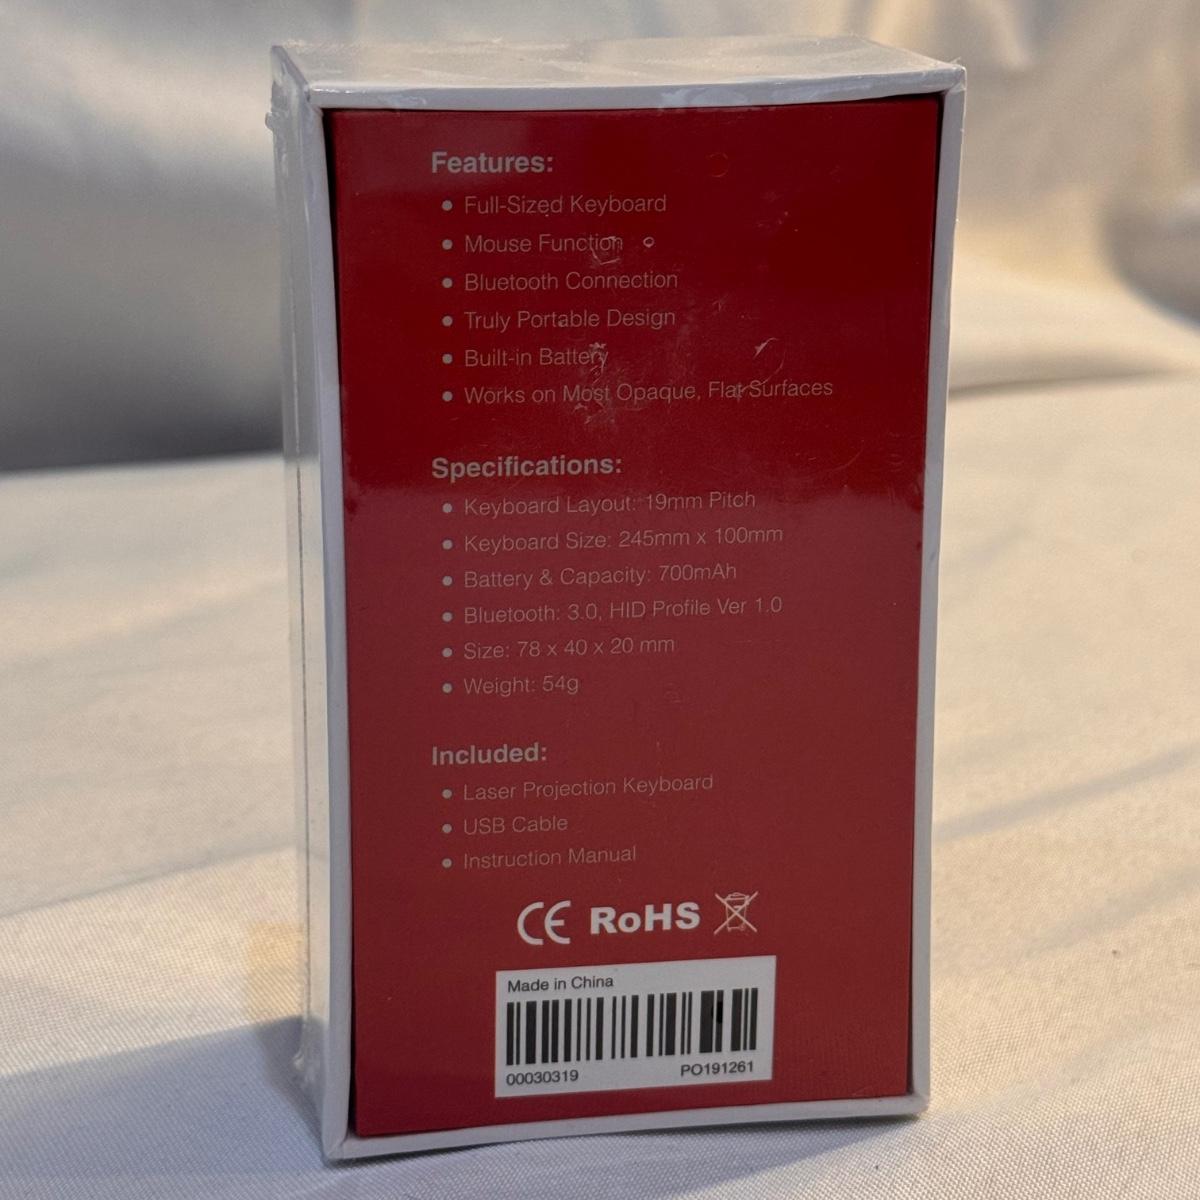 Features:
• Full-Sized Keyboard
• Mouse Function
• Bluetooth Connection
• Truly Portable Design
• Built-in Battery
• Works on Most Opaque, Flat Surfaces
Specifications:
• Keyboard Layout: 19mm Pitch
• Keyboard Size: 245mm x 100mm
• Battery & Capacity: 700mAh
• Bluetooth: 3.0, HID Profile Ver 1.0
• Size: 78 x 40 x 20 mm
• Weight: 54g
Included:
• Laser Projection Keyboard
• USB Cable
• Instruction Manual
CE RoHS
Made in China
00030319 PO191261